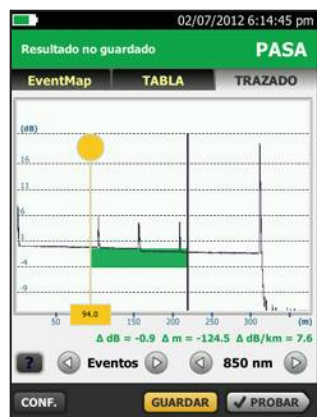 02/07/2012 6:14:45 pm
Resultado no guardado PASA
EventMap TABLA TRAZADO
(dB)
16
11
6
1
-4
-9
94.0
50 150 200 250 300 (m)
Δ dB = -0.9 Δ m = -124.5 Δ dB/km = 7.6
? Eventos 850 nm
CONF. GUARDAR PROBAR